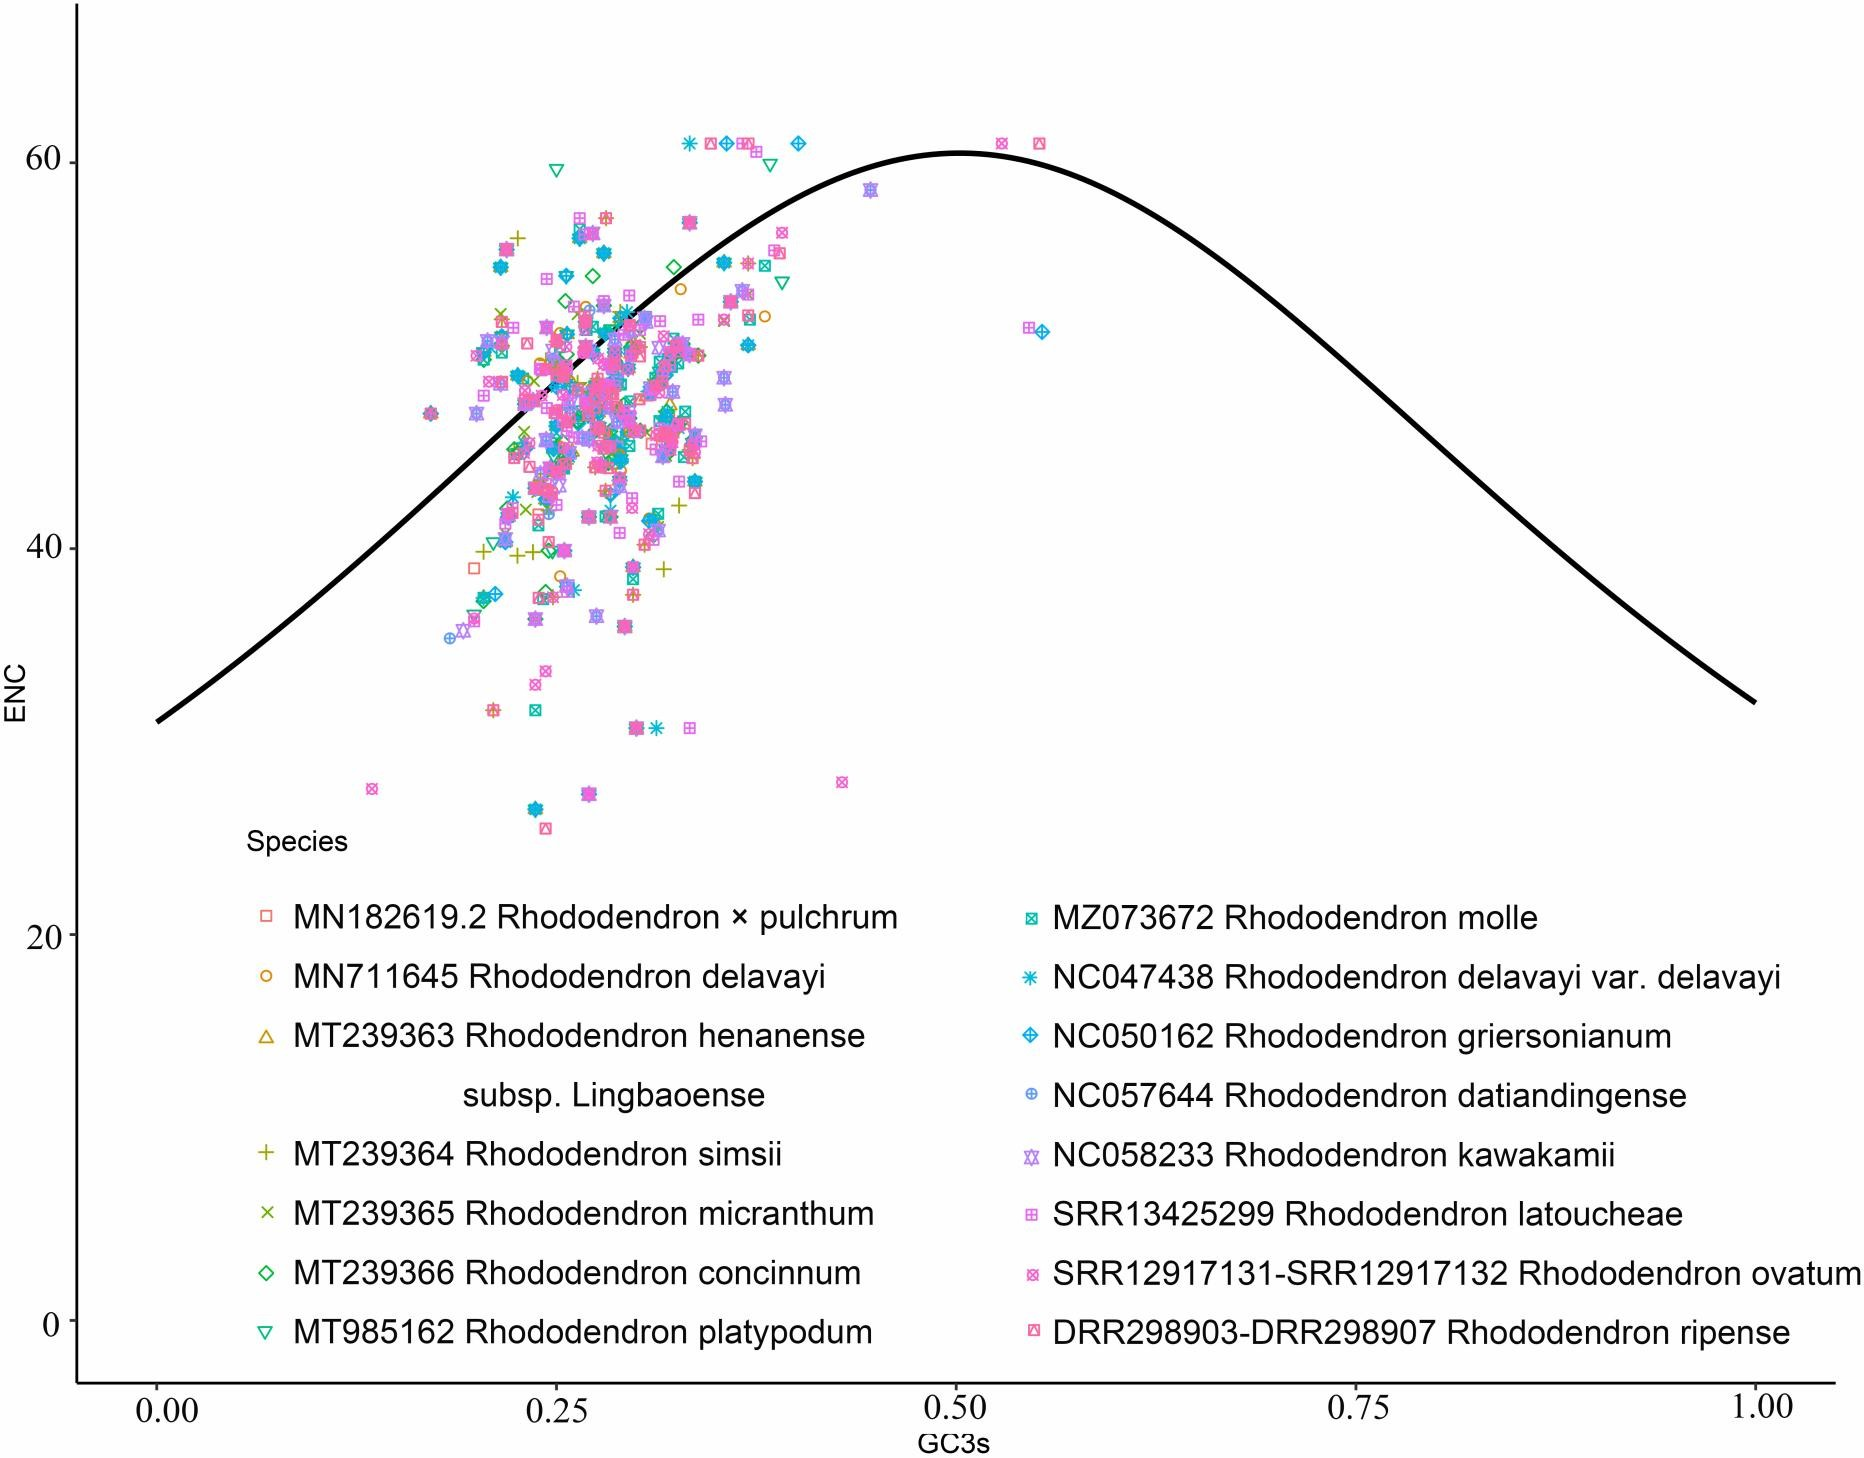 60
40
20
0
ENC
Species
MN182619.2 Rhododendron × pulchrum
MN711645 Rhododendron delavayi
MT239363 Rhododendron henanense
subsp. Lingbaoense
MT239364 Rhododendron simsii
MT239365 Rhododendron micranthum
MT239366 Rhododendron concinnum
MT985162 Rhododendron platypodum
MZ073672 Rhododendron molle
NC047438 Rhododendron delavayi var. delavayi
NC050162 Rhododendron griersonianum
NC057644 Rhododendron datiandingense
NC058233 Rhododendron kawakamii
SRR13425299 Rhododendron latoucheae
SRR12917131-SRR12917132 Rhododendron ovatum
DRR298903-DRR298907 Rhododendron ripense
0.00 0.25 0.50 0.75 1.00
GC3s